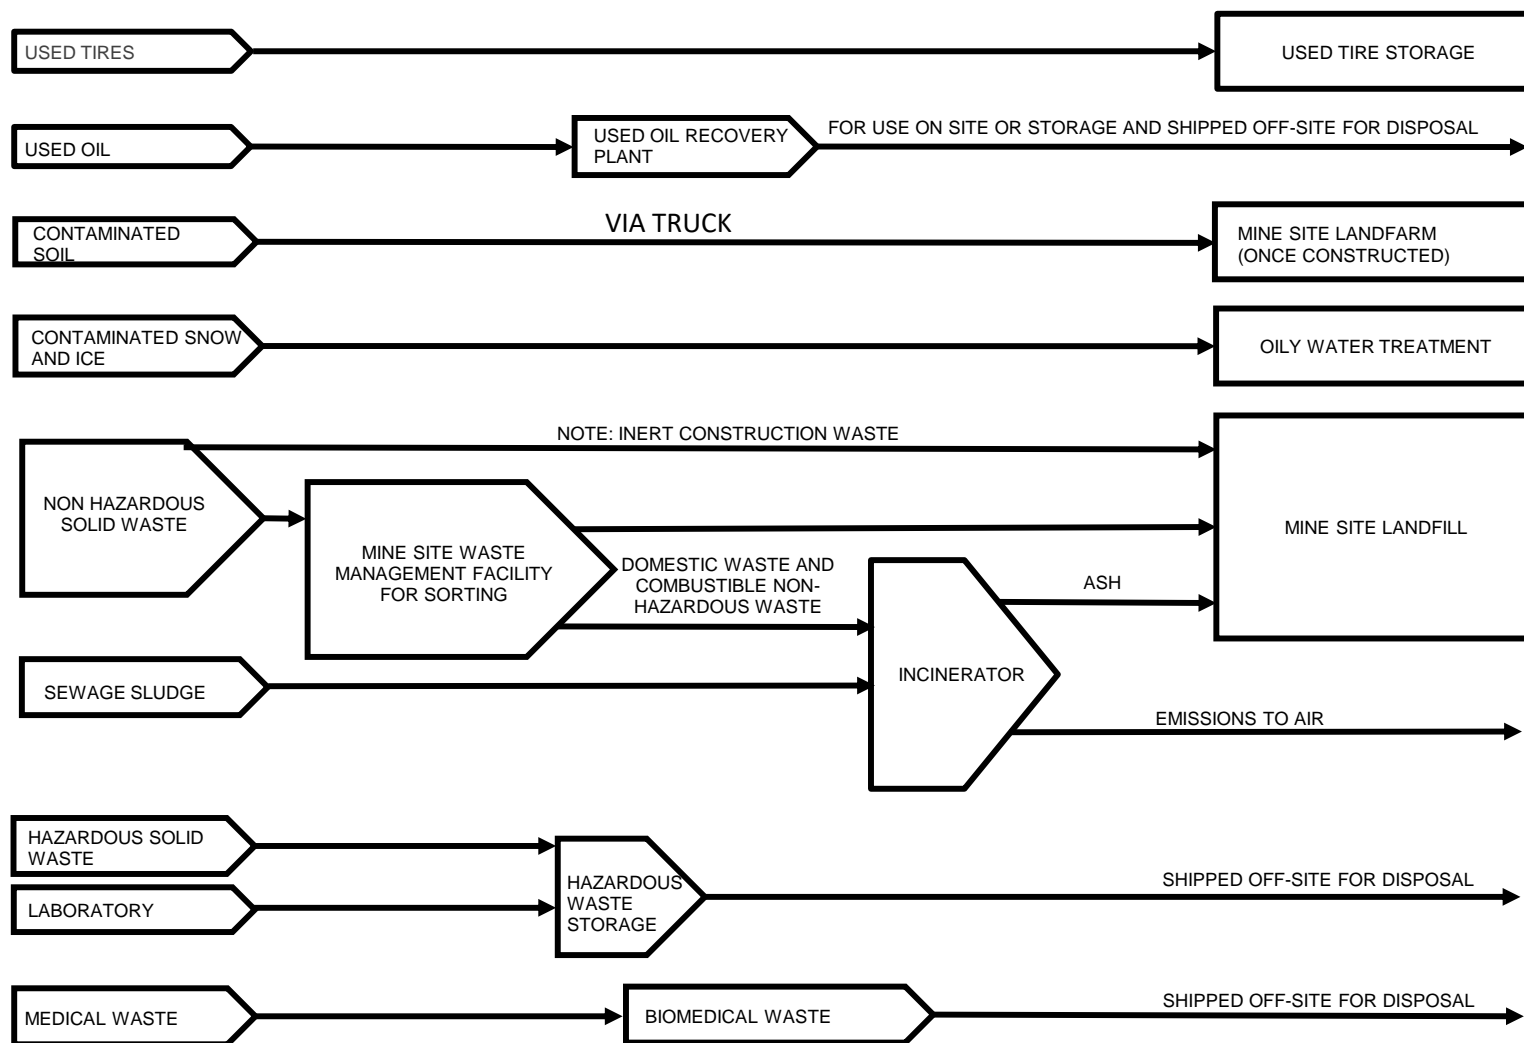 USED TIRES
USED TIRE STORAGE
USED OIL
USED OIL RECOVERY
PLANT
FOR USE ON SITE OR STORAGE AND SHIPPED OFF-SITE FOR DISPOSAL
CONTAMINATED
SOIL
VIA TRUCK
MINE SITE LANDFARM
(ONCE CONSTRUCTED)
CONTAMINATED SNOW
AND ICE
OILY WATER TREATMENT
NOTE: INERT CONSTRUCTION WASTE
NON HAZARDOUS
SOLID WASTE
MINE SITE WASTE
MANAGEMENT FACILITY
FOR SORTING
MINE SITE LANDFILL
DOMESTIC WASTE AND
COMBUSTIBLE NON-
HAZARDOUS WASTE
ASH
SEWAGE SLUDGE
INCINERATOR
EMISSIONS TO AIR
HAZARDOUS SOLID
WASTE
LABORATORY
HAZARDOUS
WASTE
STORAGE
SHIPPED OFF-SITE FOR DISPOSAL
MEDICAL WASTE
BIOMEDICAL WASTE
SHIPPED OFF-SITE FOR DISPOSAL